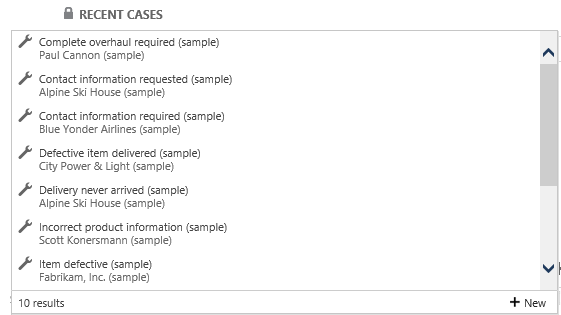 RECENT CASES
Complete overhaul required (sample)
Paul Cannon (sample)
Contact information requested (sample)
Alpine Ski House (sample)
Contact information required (sample)
Blue Yonder Airlines (sample)
Defective item delivered (sample)
City Power & Light (sample)
Delivery never arrived (sample)
Alpine Ski House (sample)
Incorrect product information (sample)
Scott Konersmann (sample)
Item defective (sample)
Fabrikam, Inc. (sample)
10 results
+ New